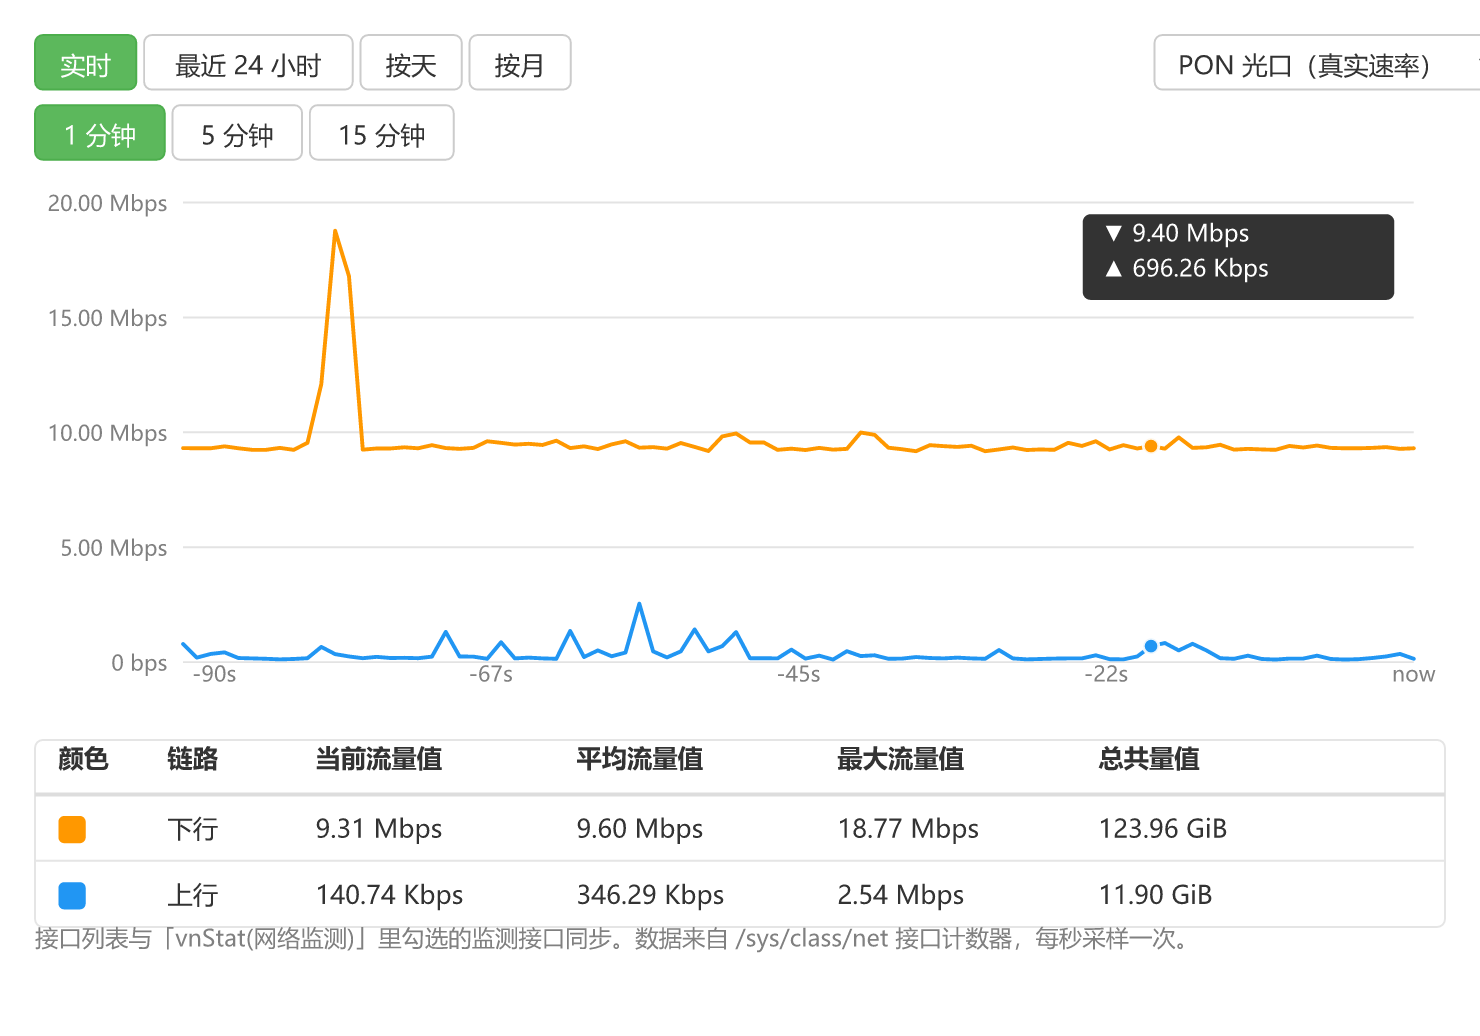 实时 最近 24 小时 按天 按月 PON 光口（真实速率）
1 分钟 5 分钟 15 分钟
20.00 Mbps
▼ 9.40 Mbps
▲ 696.26 Kbps
15.00 Mbps
10.00 Mbps
5.00 Mbps
0 bps
-90s -67s -45s -22s now
颜色 链路 当前流量值 平均流量值 最大流量值 总共量值
下行 9.31 Mbps 9.60 Mbps 18.77 Mbps 123.96 GiB
上行 140.74 Kbps 346.29 Kbps 2.54 Mbps 11.90 GiB
接口列表与「vnStat(网络监测)」里勾选的监测接口同步。数据来自 /sys/class/net 接口计数器，每秒采样一次。